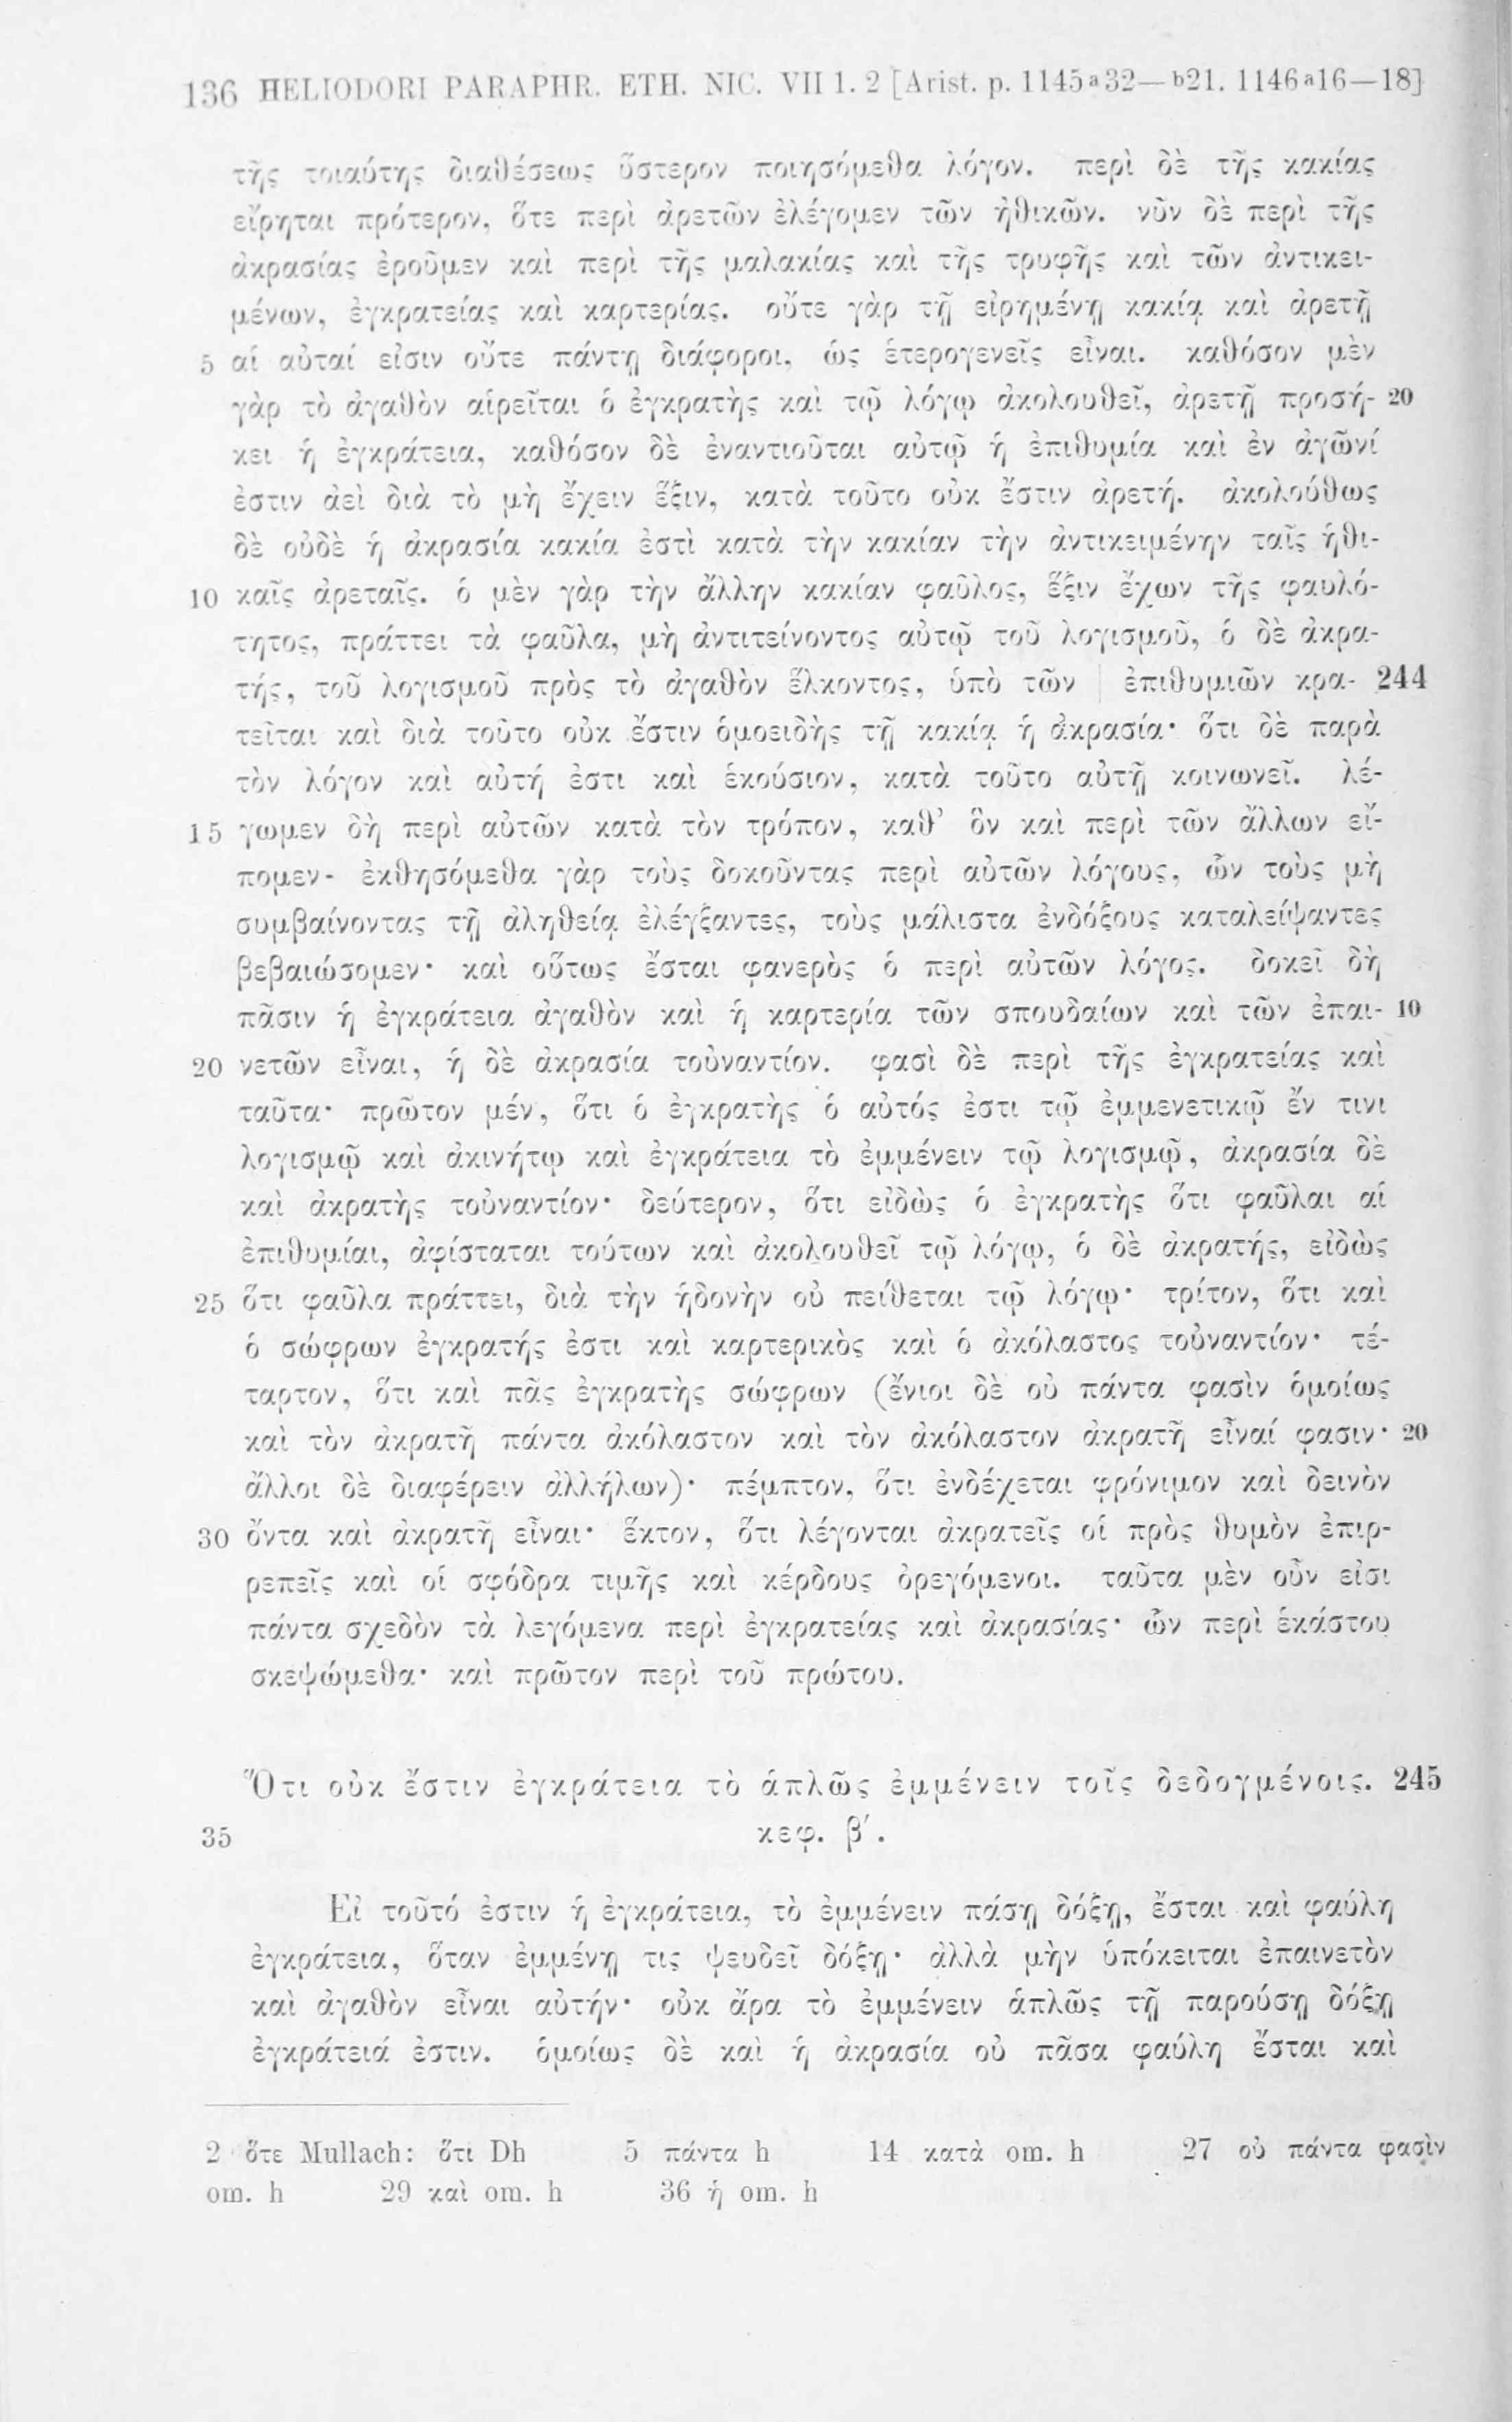 136 HELIODORI PARAPHR. ETH. NIC. VII 1. 2 [Arist. p. 1145ᵃ32—ᵇ21. 1146ᵃ16—18]
τῆς τοιαύτης διαθέσεως ὕστερον ποιησόμεθα λόγον. περὶ δὲ τῆς κακίας
εἴρηται πρότερον, ὅτε περὶ ἀρετῶν ἐλέγομεν τῶν ἠθικῶν. νῦν δὲ περὶ τῆς
ἀκρασίας ἐροῦμεν καὶ περὶ τῆς μαλακίας καὶ τῆς τρυφῆς καὶ τῶν ἀντικει-
μένων, ἐγκρατείας καὶ καρτερίας. οὔτε γὰρ τῇ εἰρημένῃ κακίᾳ καὶ ἀρετῇ
5 αἱ αὐταί εἰσιν οὔτε πάντῃ διάφοροι, ὡς ἑτερογενεῖς εἶναι. καθόσον μὲν
γὰρ τὸ ἀγαθὸν αἱρεῖται ὁ ἐγκρατὴς καὶ τῷ λόγῳ ἀκολουθεῖ, ἀρετῇ προσή- 20
κει ἡ ἐγκράτεια, καθόσον δὲ ἐναντιοῦται αὐτῷ ἡ ἐπιθυμία καὶ ἐν ἀγῶνί
ἐστιν ἀεὶ διὰ τὸ μὴ ἔχειν ἕξιν, κατὰ τοῦτο οὐκ ἔστιν ἀρετή. ἀκολούθως
δὲ οὐδὲ ἡ ἀκρασία κακία ἐστὶ κατὰ τὴν κακίαν τὴν ἀντικειμένην ταῖς ἠθι-
10 καῖς ἀρεταῖς. ὁ μὲν γὰρ τὴν ἄλλην κακίαν φαῦλος, ἕξιν ἔχων τῆς φαυλό-
τητος, πράττει τὰ φαῦλα, μὴ ἀντιτείνοντος αὐτῷ τοῦ λογισμοῦ, ὁ δὲ ἀκρα-
τής, τοῦ λογισμοῦ πρὸς τὸ ἀγαθὸν ἕλκοντος, ὑπὸ τῶν | ἐπιθυμιῶν κρα- 244
τεῖται καὶ διὰ τοῦτο οὐκ ἔστιν ὁμοειδὴς τῇ κακίᾳ ἡ ἀκρασία· ὅτι δὲ παρὰ
τὸν λόγον καὶ αὐτή ἐστι καὶ ἑκούσιον, κατὰ τοῦτο αὐτῇ κοινωνεῖ. λέ-
15 γωμεν δὴ περὶ αὐτῶν κατὰ τὸν τρόπον, καθ’ ὃν καὶ περὶ τῶν ἄλλων εἴ-
πομεν· ἐκθησόμεθα γὰρ τοὺς δοκοῦντας περὶ αὐτῶν λόγους, ὧν τοὺς μὴ
συμβαίνοντας τῇ ἀληθείᾳ ἐλέγξαντες, τοὺς μάλιστα ἐνδόξους καταλείψαντες
βεβαιώσομεν· καὶ οὕτως ἔσται φανερὸς ὁ περὶ αὐτῶν λόγος. δοκεῖ δὴ
πᾶσιν ἡ ἐγκράτεια ἀγαθὸν καὶ ἡ καρτερία τῶν σπουδαίων καὶ τῶν ἐπαι- 10
20 νετῶν εἶναι, ἡ δὲ ἀκρασία τοὐναντίον. φασὶ δὲ περὶ τῆς ἐγκρατείας καὶ
ταῦτα· πρῶτον μέν, ὅτι ὁ ἐγκρατὴς ὁ αὐτός ἐστι τῷ ἐμμενετικῷ ἔν τινι
λογισμῷ καὶ ἀκινήτῳ καὶ ἐγκράτεια τὸ ἐμμένειν τῷ λογισμῷ, ἀκρασία δὲ
καὶ ἀκρατὴς τοὐναντίον· δεύτερον, ὅτι εἰδὼς ὁ ἐγκρατὴς ὅτι φαῦλαι αἱ
ἐπιθυμίαι, ἀφίσταται τούτων καὶ ἀκολουθεῖ τῷ λόγῳ, ὁ δὲ ἀκρατής, εἰδὼς
25 ὅτι φαῦλα πράττει, διὰ τὴν ἡδονὴν οὐ πείθεται τῷ λόγῳ· τρίτον, ὅτι καὶ
ὁ σώφρων ἐγκρατής ἐστι καὶ καρτερικὸς καὶ ὁ ἀκόλαστος τοὐναντίον· τέ-
ταρτον, ὅτι καὶ πᾶς ἐγκρατὴς σώφρων (ἔνιοι δὲ οὐ πάντα φασὶν ὁμοίως
καὶ τὸν ἀκρατῆ πάντα ἀκόλαστον καὶ τὸν ἀκόλαστον ἀκρατῆ εἶναί φασιν· 20
ἄλλοι δὲ διαφέρειν ἀλλήλων)· πέμπτον, ὅτι ἐνδέχεται φρόνιμον καὶ δεινὸν
30 ὄντα καὶ ἀκρατῆ εἶναι· ἕκτον, ὅτι λέγονται ἀκρατεῖς οἱ πρὸς θυμὸν ἐπιρ-
ρεπεῖς καὶ οἱ σφόδρα τιμῆς καὶ κέρδους ὀρεγόμενοι. ταῦτα μὲν οὖν εἰσι
πάντα σχεδὸν τὰ λεγόμενα περὶ ἐγκρατείας καὶ ἀκρασίας· ὧν περὶ ἑκάστου
σκεψώμεθα· καὶ πρῶτον περὶ τοῦ πρώτου.
Ὅτι οὐκ ἔστιν ἐγκράτεια τὸ ἁπλῶς ἐμμένειν τοῖς δεδογμένοις. 245
35 κεφ. β′.
Εἰ τοῦτό ἐστιν ἡ ἐγκράτεια, τὸ ἐμμένειν πάσῃ δόξῃ, ἔσται καὶ φαύλη
ἐγκράτεια, ὅταν ἐμμένῃ τις ψευδεῖ δόξῃ· ἀλλὰ μὴν ὑπόκειται ἐπαινετὸν
καὶ ἀγαθὸν εἶναι αὐτήν· οὐκ ἄρα τὸ ἐμμένειν ἁπλῶς τῇ παρούσῃ δόξῃ
ἐγκράτειά ἐστιν. ὁμοίως δὲ καὶ ἡ ἀκρασία οὐ πᾶσα φαύλη ἔσται καὶ
2 ὅτε Mullach: ὅτι Dh 5 πάντα h 14 κατὰ om. h 27 οὐ πάντα φασὶν
om. h 29 καὶ om. h 36 ἡ om. h